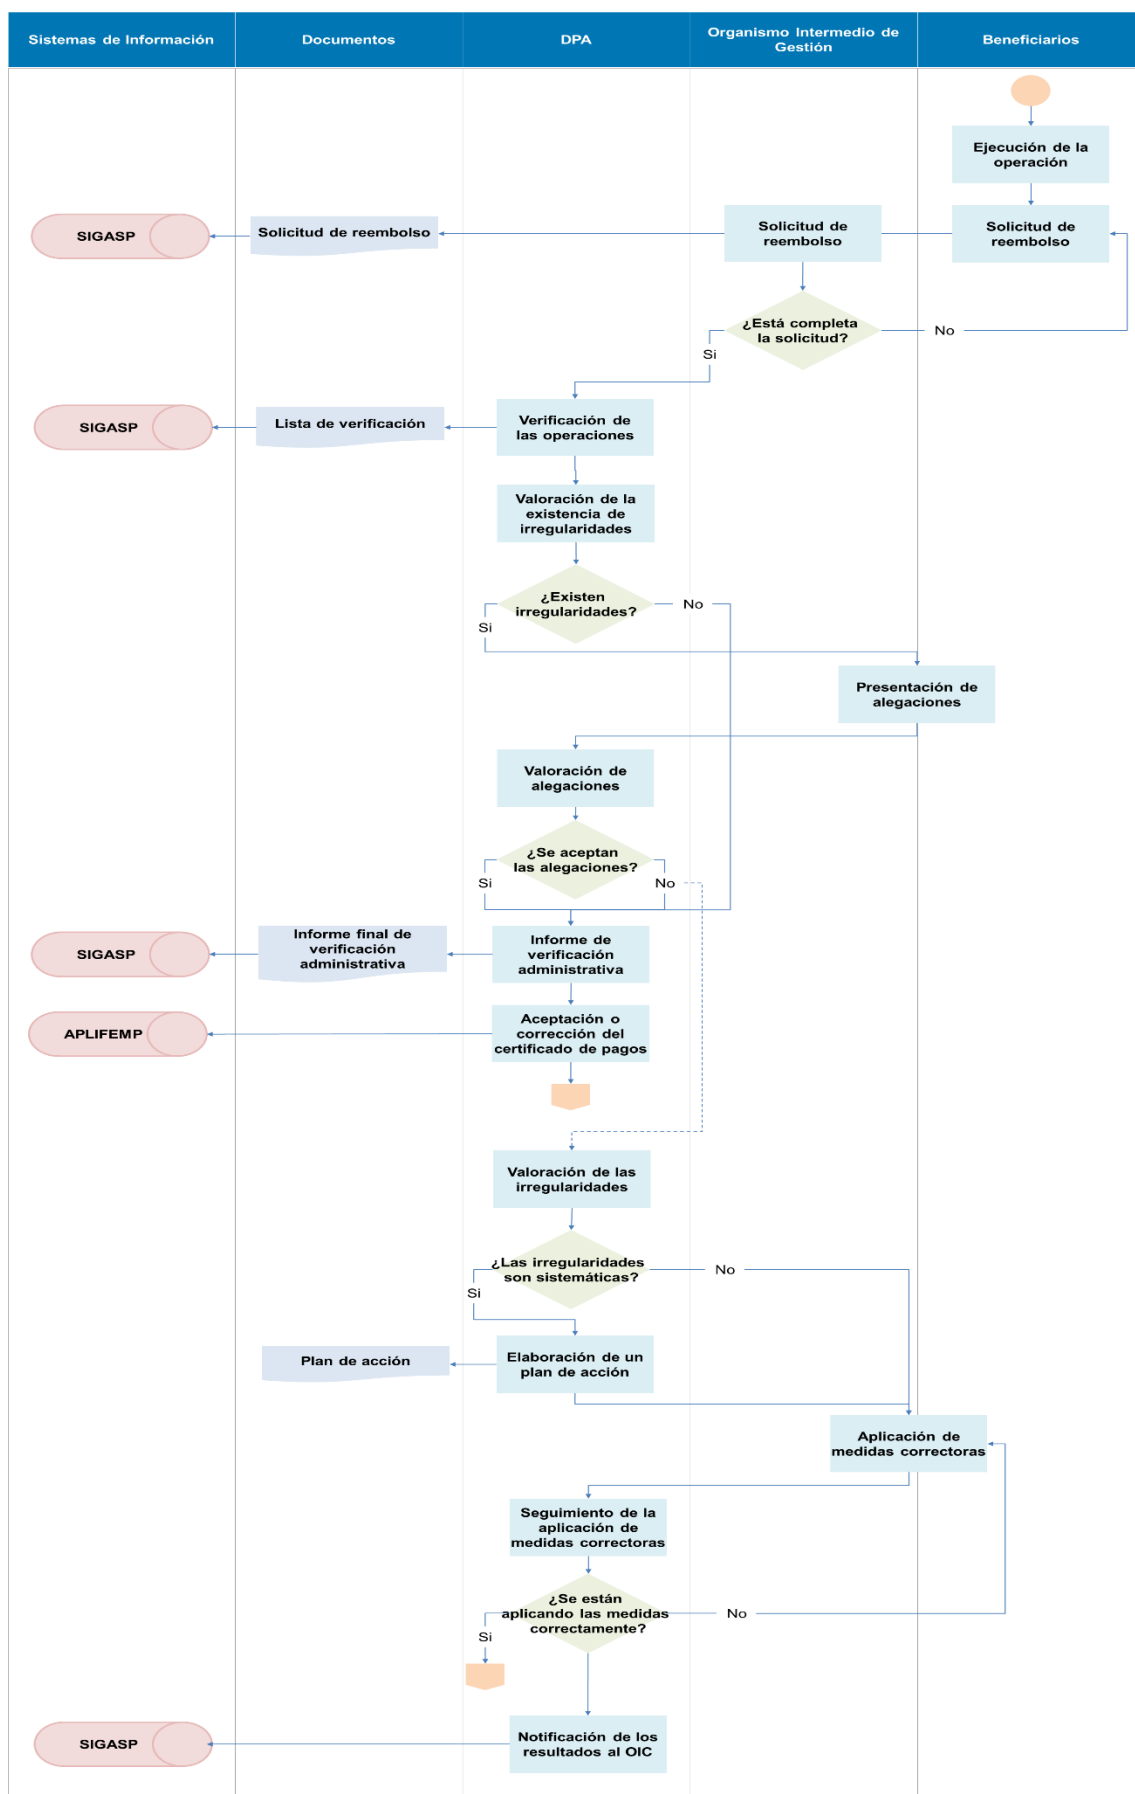 Sistemas de Información
Documentos
DPA
Organismo Intermedio de
Gestión
Beneficiarios
Ejecución de la
operación
SIGASP
Solicitud de reembolso
Solicitud de
reembolso
Solicitud de
reembolso
¿Está completa
la solicitud?
No
Si
SIGASP
Lista de verificación
Verificación de
las operaciones
Valoración de la
existencia de
irregularidades
¿Existen
irregularidades?
No
Si
Presentación de
alegaciones
Valoración de
alegaciones
¿Se aceptan
las alegaciones?
Si
No
SIGASP
Informe final de
verificación
administrativa
Informe de
verificación
administrativa
APLIFEMP
Aceptación o
corrección del
certificado de pagos
Valoración de las
irregularidades
¿Las irregularidades
son sistemáticas?
No
Si
Plan de acción
Elaboración de un
plan de acción
Aplicación de
medidas correctoras
Seguimiento de la
aplicación de
medidas correctoras
¿Se están
aplicando las medidas
correctamente?
No
Si
SIGASP
Notificación de los
resultados al OIC